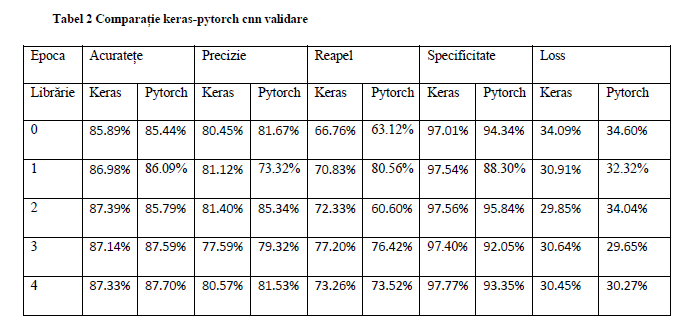 Tabel 2 Comparație keras-pytorch cnn validare
Epoca Acuratețe Precizie Reapel Specificitate Loss
Librărie Keras Pytorch Keras Pytorch Keras Pytorch Keras Pytorch Keras Pytorch
0 85.89% 85.44% 80.45% 81.67% 66.76% 63.12% 97.01% 94.34% 34.09% 34.60%
1 86.98% 86.09% 81.12% 73.32% 70.83% 80.56% 97.54% 88.30% 30.91% 32.32%
2 87.39% 85.79% 81.40% 85.34% 72.33% 60.60% 97.56% 95.84% 29.85% 34.04%
3 87.14% 87.59% 77.59% 79.32% 77.20% 76.42% 97.40% 92.05% 30.64% 29.65%
4 87.33% 87.70% 80.57% 81.53% 73.26% 73.52% 97.77% 93.35% 30.45% 30.27%